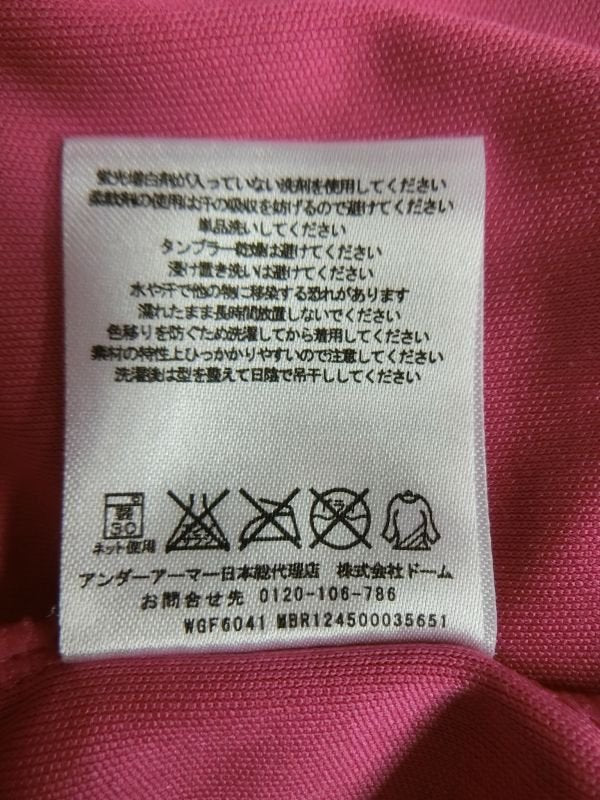 蛍光増白剤が入っていない洗剤を使用してください
柔軟剤の使用は汗の吸収を妨げるので避けてください
単品洗いしてください
タンブラー乾燥は避けてください
浸け置き洗いは避けてください
水や汗で他の物に移染する恐れがあります
濡れたまま長時間放置しないでください
色移りを防ぐため洗濯してから着用してください
素材の特性上ひっかかりやすいので注意してください
洗濯後は型を整えて日陰で吊干ししてください
弱
30
ネット使用
アンダーアーマー日本総代理店 株式会社ドーム
お問合せ先 0120-106-786
WGF6041 MBR124500035651